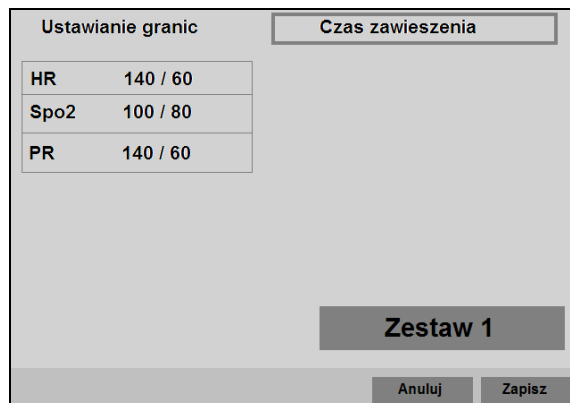 Ustawianie granic
Czas zawieszenia
HR 140 / 60
Spo2 100 / 80
PR 140 / 60
Zestaw 1
Anuluj Zapisz